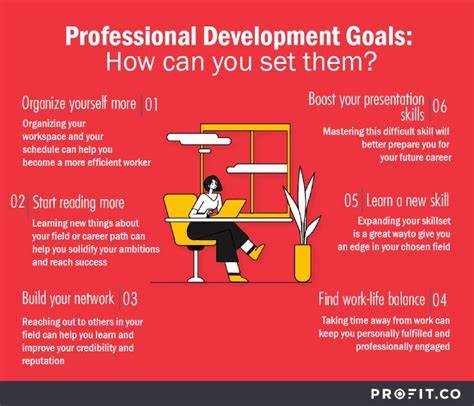 Professional Development Goals:
How can you set them?
Organize yourself more | 01
Organizing your
workspace and your
schedule can help you
become a more efficient worker
02 | Start reading more
Learning new things about
your field or career path can
help you solidify your ambitions
and reach success
Build your network | 03
Reaching out to others in your
field can help you learn and
improve your credibility and
reputation
Find work-life balance | 04
Taking time away from work can
keep you personally fulfilled and
professionally engaged
05 | Learn a new skill
Expanding your skillset
is a great wayto give you
an edge in your chosen field
Boost your presentation
skills | 06
Mastering this difficult skill will
better prepare you for
your future career
PROFIT.CO